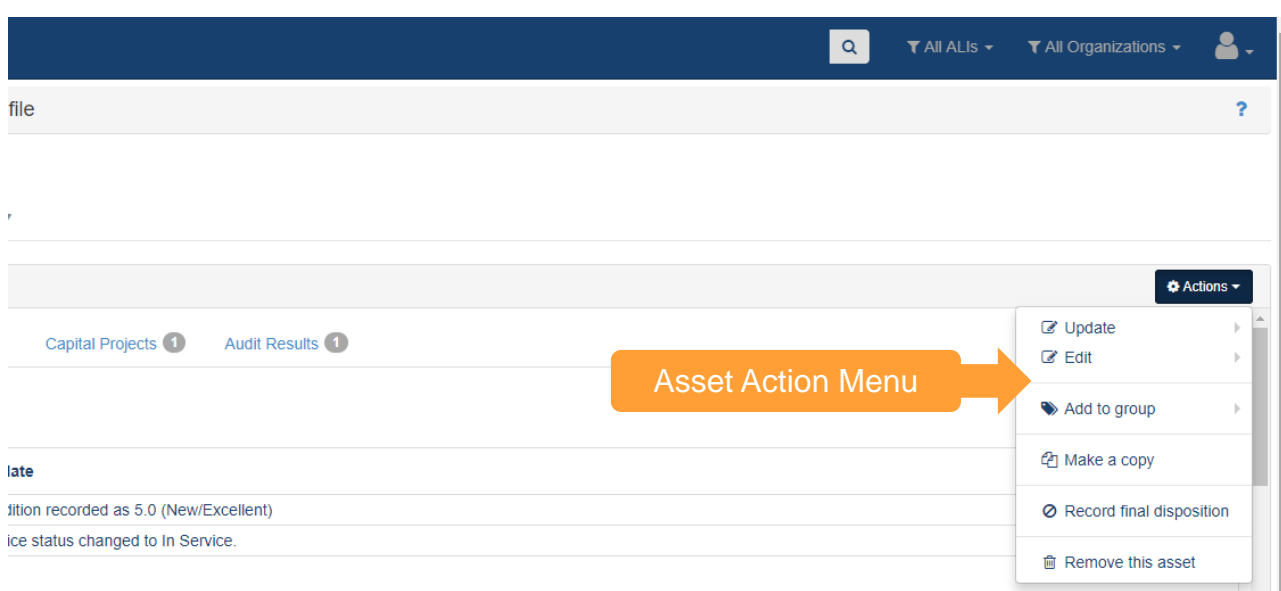 All ALIs
All Organizations
file
?
Actions
Capital Projects 1
Audit Results 1
Update
Edit
Asset Action Menu
Add to group
Make a copy
Record final disposition
Remove this asset
late
dition recorded as 5.0 (New/Excellent)
ice status changed to In Service.